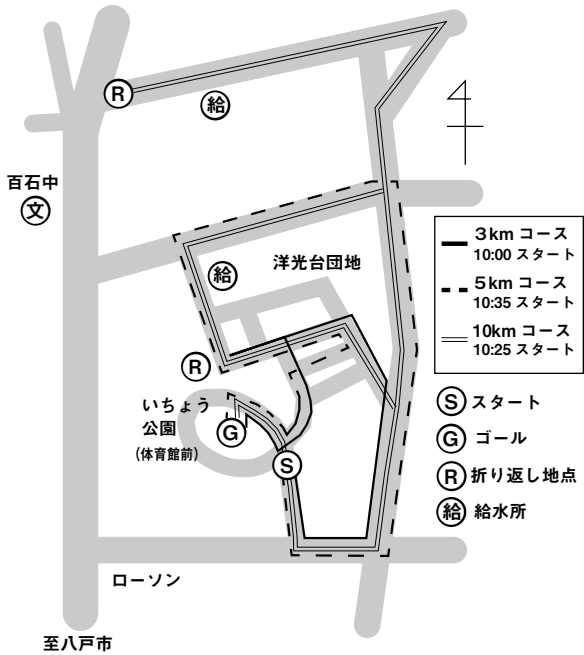 R
給
百石中
文
給
洋光台団地
R
いちょう
公園
(体育館前)
G
S
ローソン
至八戸市
3km コース
10:00 スタート
5km コース
10:35 スタート
10km コース
10:25 スタート
S スタート
G ゴール
R 折り返し地点
給 給水所